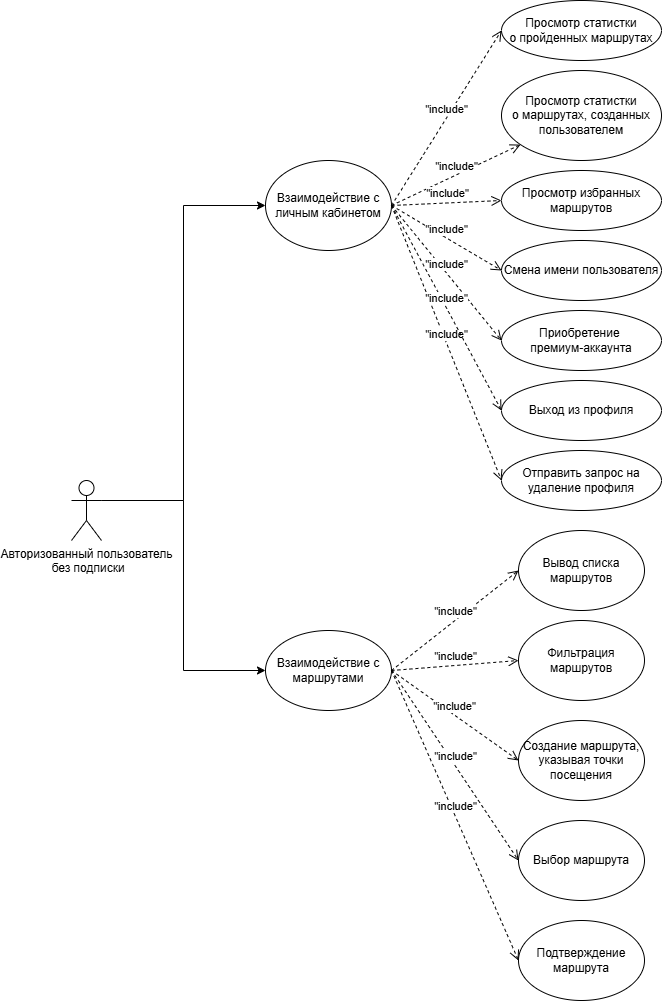 Просмотр статистки
о пройденных маршрутах
"include"
Просмотр статистки
о маршрутах, созданных
пользователем
"include"
Взаимодействие с
личным кабинетом
"include"
Просмотр избранных
маршрутов
"include"
Смена имени пользователя
"include"
Приобретение
премиум-аккаунта
"include"
Выход из профиля
"include"
Отправить запрос на
удаление профиля
Авторизованный пользователь
без подписки
Вывод списка
маршрутов
"include"
Взаимодействие с
маршрутами
"include"
Фильтрация
маршрутов
"include"
Создание маршрута,
указывая точки
посещения
"include"
Выбор маршрута
"include"
Подтверждение
маршрута